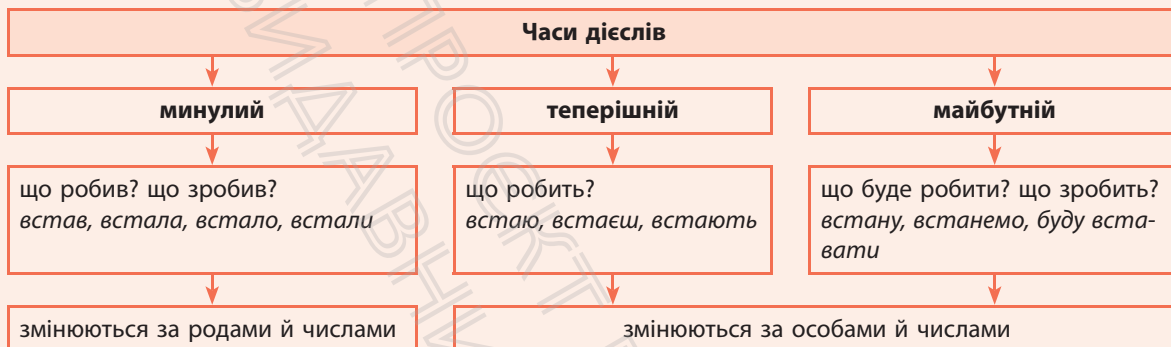 Часи дієслів
минулий
теперішній
майбутній
що робив? що зробив?
встав, встала, встало, встали
що робить?
встаю, встаєш, встають
що буде робити? що зробить?
встану, встанемо, буду вста-
вати
змінюються за родами й числами
змінюються за особами й числами